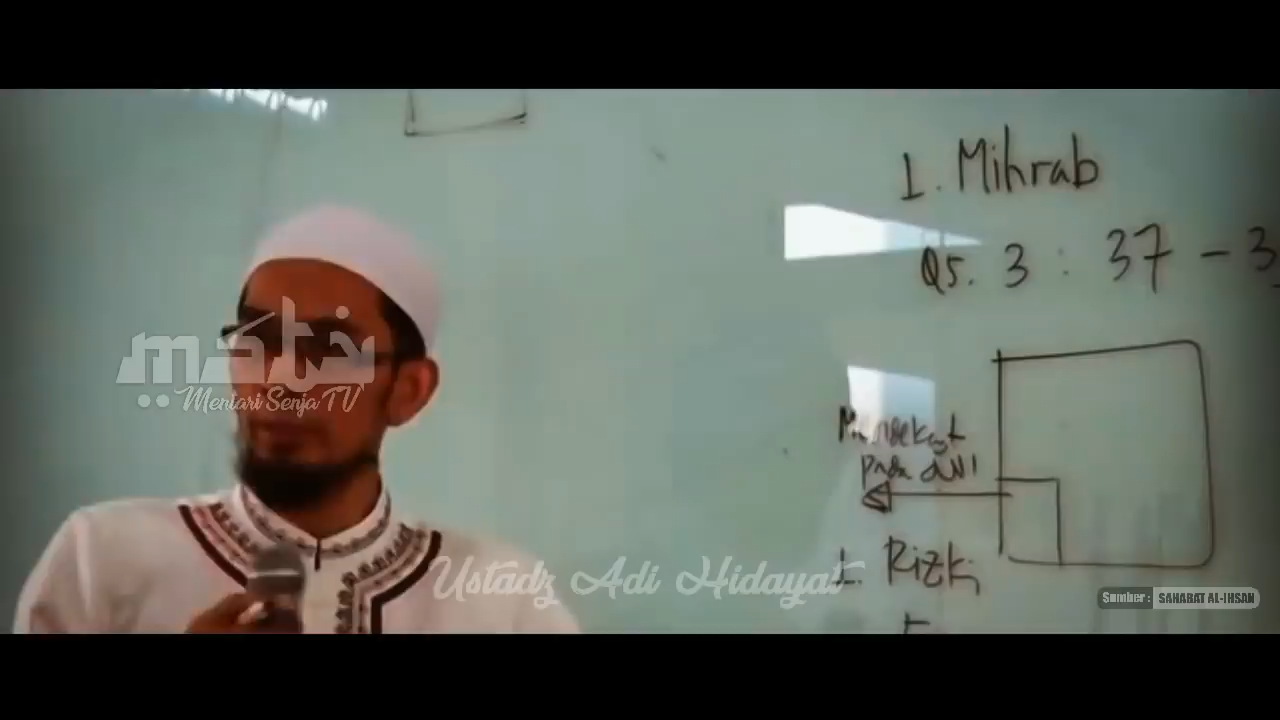 1. Mihrab
QS. 3 : 37 - 3
Mendekat
pada ALLAH
1. Rizki
Mentari Senja TV
Ustadz Adi Hidayat
Sumber : SAHABAT AL-IHSAN